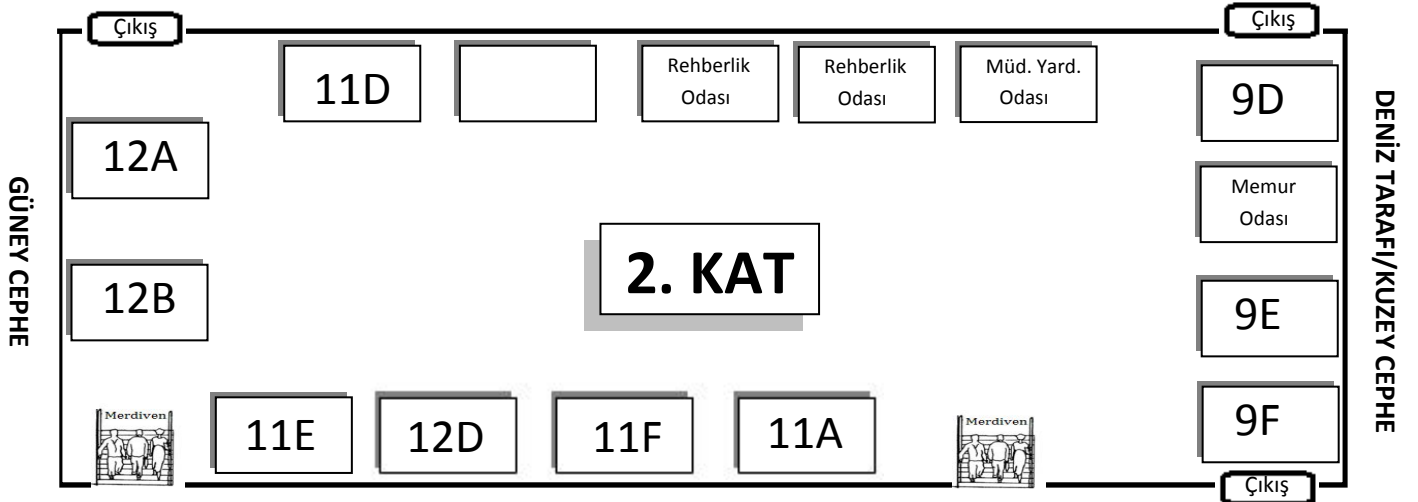 Çıkış
Çıkış
11D
Rehberlik
Odası
Rehberlik
Odası
Müd. Yard.
Odası
9D
12A
Memur
Odası
GÜNEY CEPHE
DENİZ TARAFI/KUZEY CEPHE
2. KAT
12B
9E
Merdiven
11E
12D
11F
11A
Merdiven
9F
Çıkış